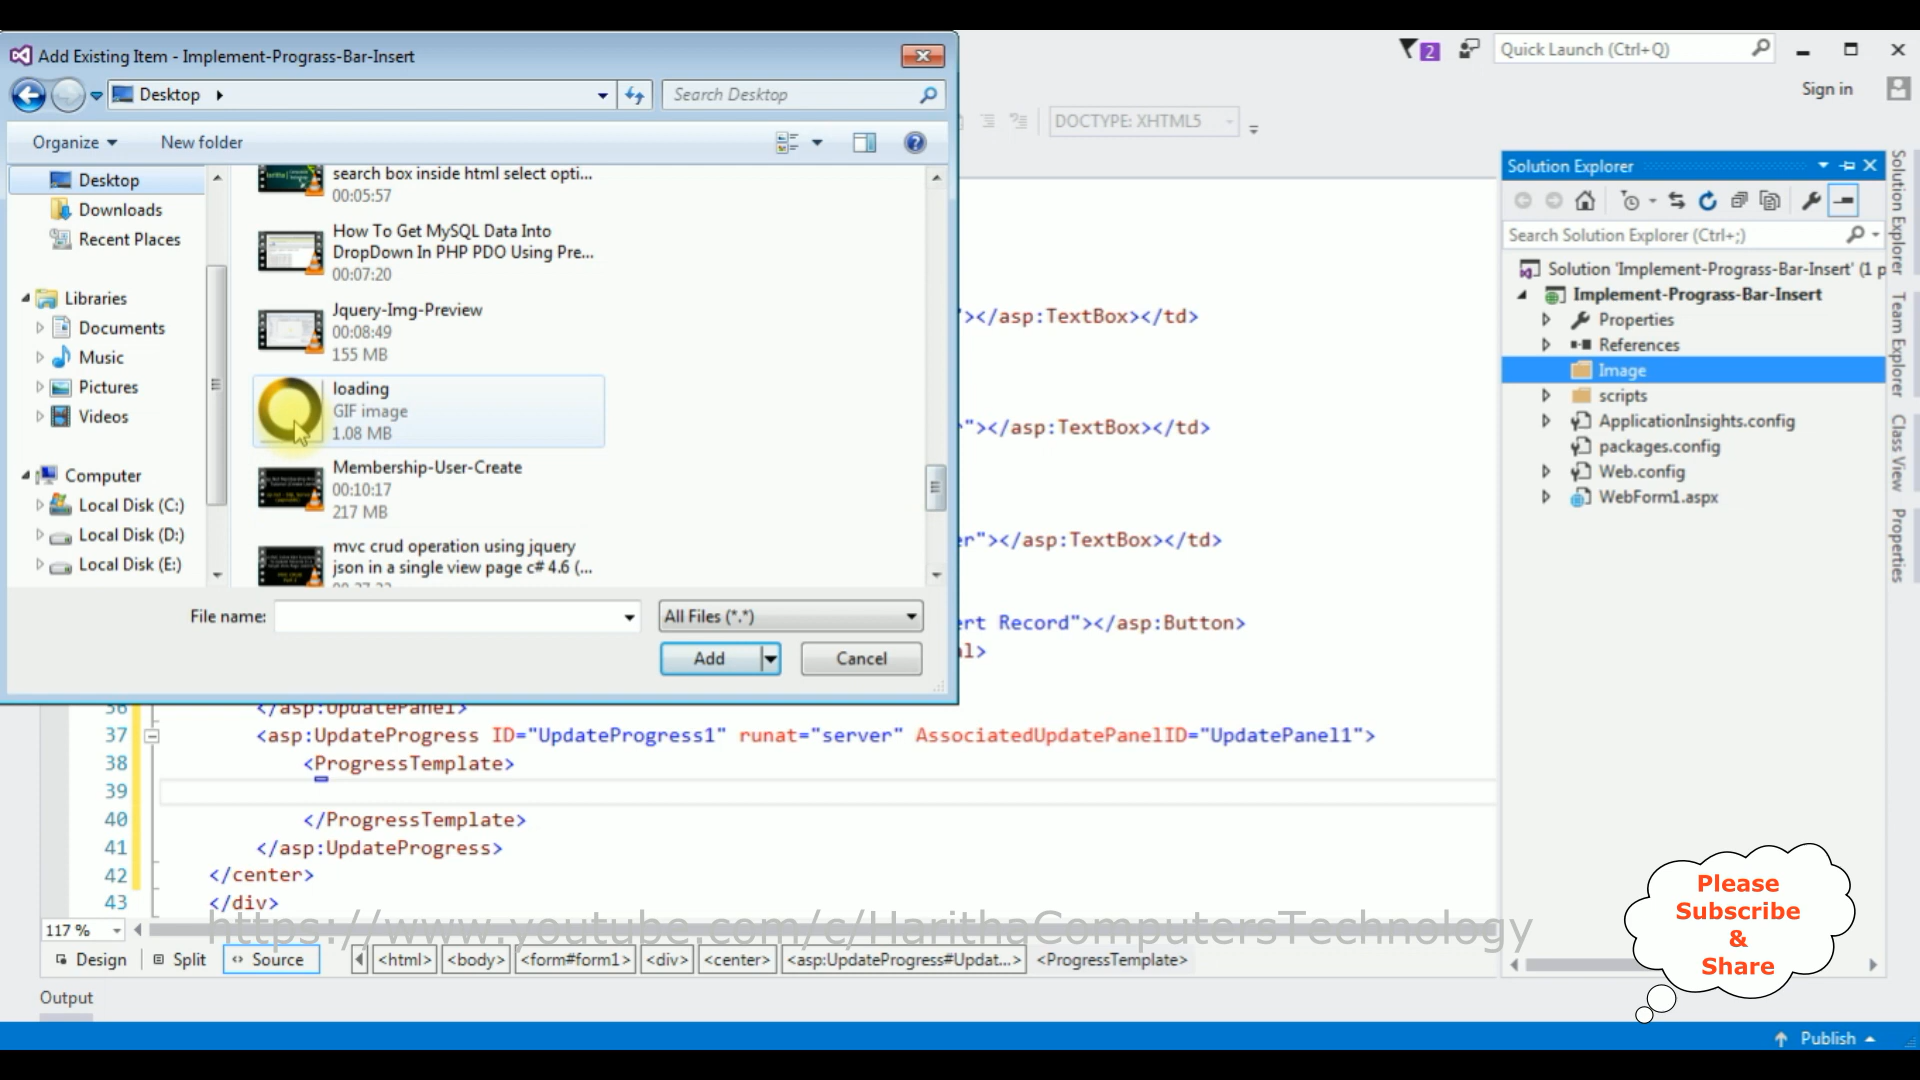 Add Existing Item - Implement-Prograss-Bar-Insert
2
Quick Launch (Ctrl+Q)
Sign in
Desktop
Search Desktop
Organize
New folder
DOCTYPE: XHTML5
Desktop
Downloads
Recent Places
Libraries
Documents
Music
Pictures
Videos
Computer
Local Disk (C:)
Local Disk (D:)
Local Disk (E:)
search box inside html select opti...
00:05:57
How To Get MySQL Data Into
DropDown In PHP PDO Using Pre...
00:07:20
Jquery-Img-Preview
00:08:49
155 MB
loading
GIF image
1.08 MB
Membership-User-Create
00:10:17
217 MB
mvc crud operation using jquery
json in a single view page c# 4.6 (...
File name:
All Files (*.*)
Add
Cancel
"></asp:TextBox></td>
"></asp:TextBox></td>
er"></asp:TextBox></td>
ert Record"></asp:Button>
al>
36 </asp:UpdatePanel>
37 <asp:UpdateProgress ID="UpdateProgress1" runat="server" AssociatedUpdatePanelID="UpdatePanel1">
38 <ProgressTemplate>
39
40 </ProgressTemplate>
41 </asp:UpdateProgress>
42 </center>
43 </div>
117 %
https://www.youtube.com/c/HarithaComputersTechnology
Design
Split
Source
<html>
<body>
<form#form1>
<div>
<center>
<asp:UpdateProgress#Updat...>
<ProgressTemplate>
Output
Publish
Solution Explorer
Search Solution Explorer (Ctrl+;)
Solution 'Implement-Prograss-Bar-Insert' (1 p
Implement-Prograss-Bar-Insert
Properties
References
Image
scripts
ApplicationInsights.config
packages.config
Web.config
WebForm1.aspx
Solution Explorer
Team Explorer
Class View
Properties
Please
Subscribe
&
Share